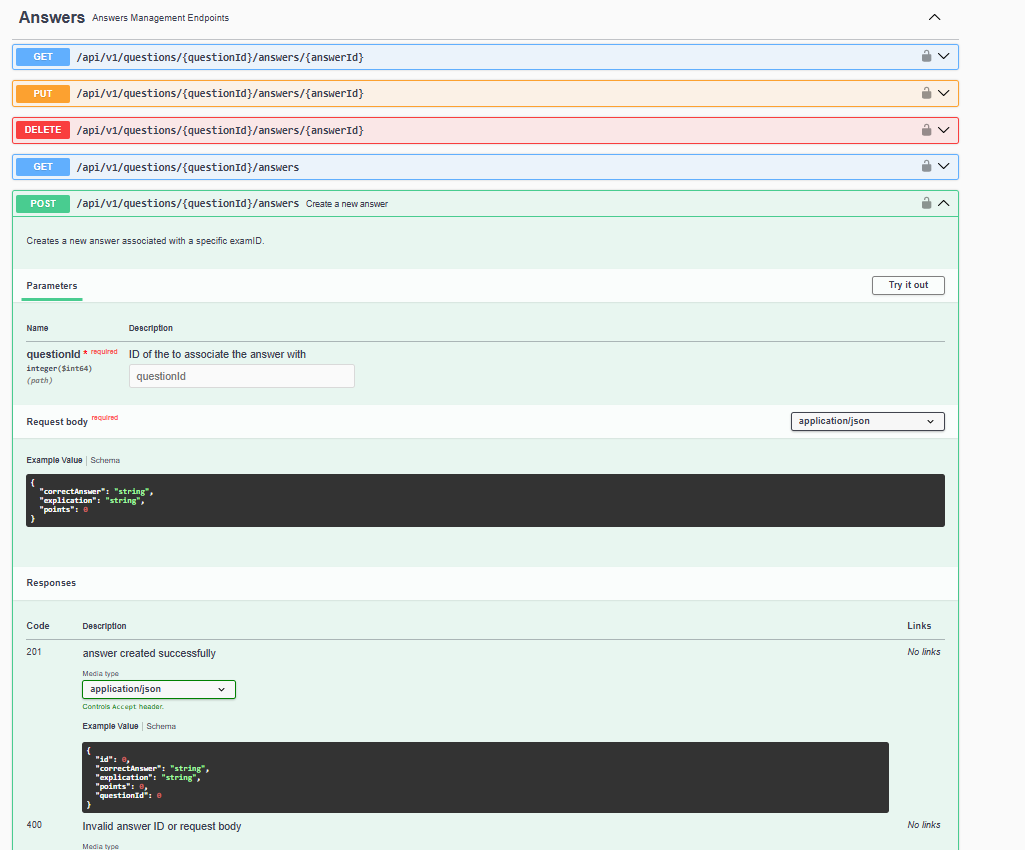 Answers Answers Management Endpoints
GET /api/v1/questions/{questionId}/answers/{answerId}
PUT /api/v1/questions/{questionId}/answers/{answerId}
DELETE /api/v1/questions/{questionId}/answers/{answerId}
GET /api/v1/questions/{questionId}/answers
POST /api/v1/questions/{questionId}/answers Create a new answer
Creates a new answer associated with a specific examID.
Parameters Try it out
Name Description
questionId * required ID of the to associate the answer with
integer($int64) questionId
(path)
Request body required application/json
Example Value | Schema
{
"correctAnswer": "string",
"explication": "string",
"points": 0
}
Responses
Code Description Links
201 answer created successfully No links
Media type
application/json
Controls Accept header.
Example Value | Schema
{
"id": 0,
"correctAnswer": "string",
"explication": "string",
"points": 0,
"questionId": 0
}
400 Invalid answer ID or request body No links
Media type